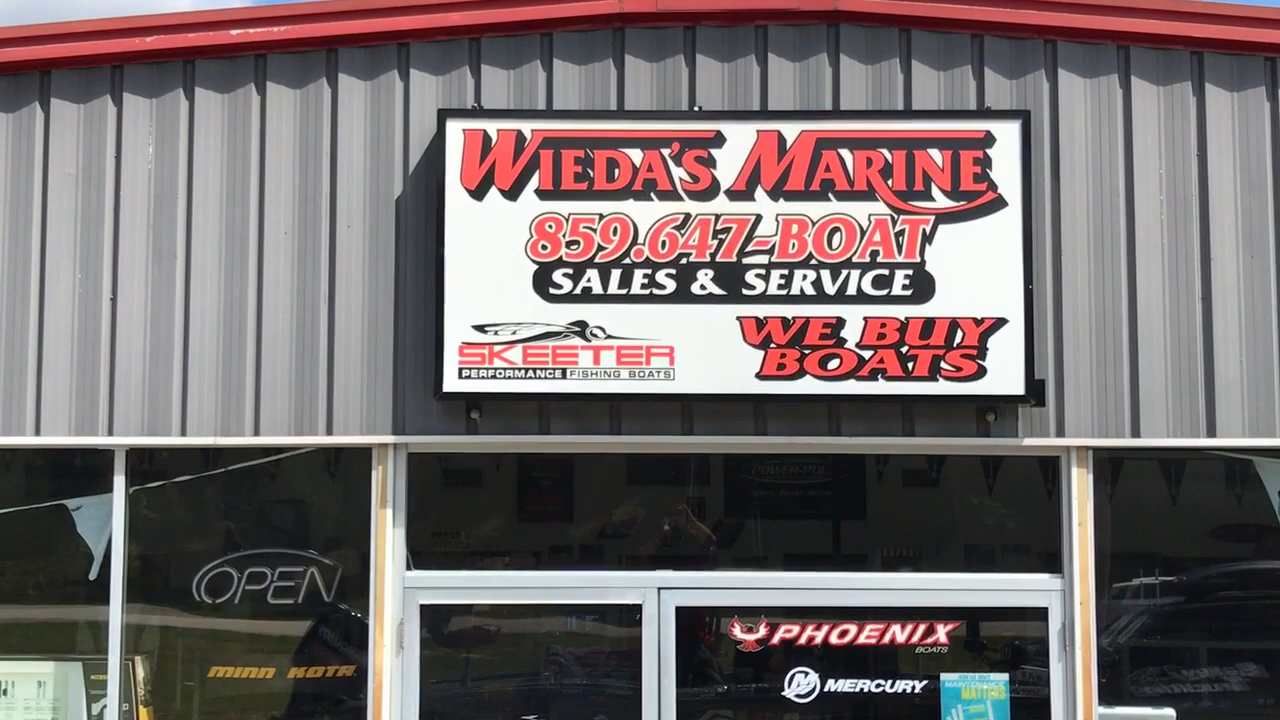 WIEDA'S MARINE
859.647-BOAT
SALES & SERVICE
SKEETER
PERFORMANCE FISHING BOATS
WE BUY
BOATS
POWER-POLE
OPEN
MINN KOTA
PHOENIX
BOATS
MERCURY
MAINTENANCE
MATTERS